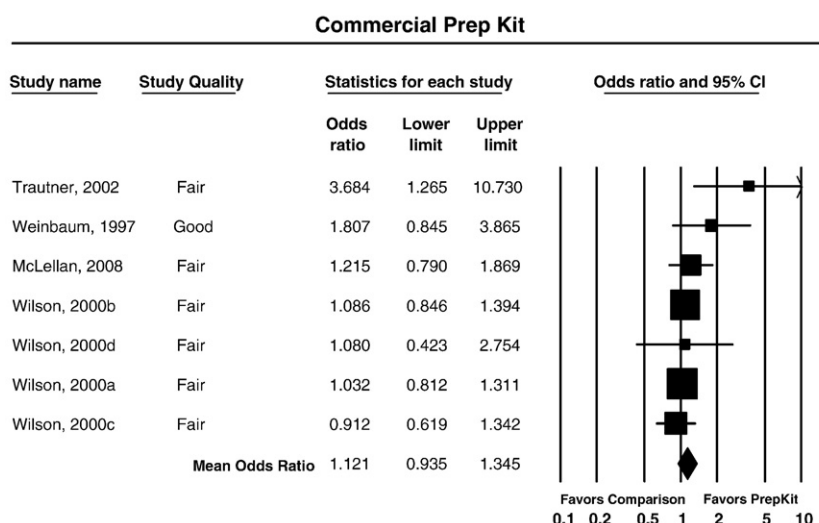 Commercial Prep Kit
Study name Study Quality Statistics for each study Odds ratio and 95% CI
Odds Lower Upper
ratio limit limit
Trautner, 2002 Fair 3.684 1.265 10.730
Weinbaum, 1997 Good 1.807 0.845 3.865
McLellan, 2008 Fair 1.215 0.790 1.869
Wilson, 2000b Fair 1.086 0.846 1.394
Wilson, 2000d Fair 1.080 0.423 2.754
Wilson, 2000a Fair 1.032 0.812 1.311
Wilson, 2000c Fair 0.912 0.619 1.342
Mean Odds Ratio 1.121 0.935 1.345
Favors Comparison Favors PrepKit
0.1 0.2 0.5 1 2 5 10